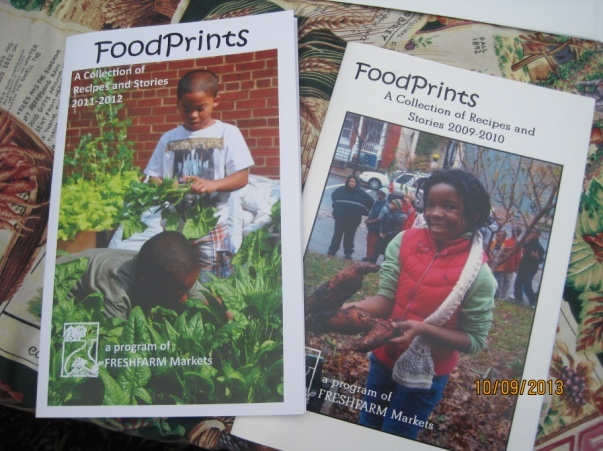 FOODPRINTS
A Collection of
Recipes and Stories
2011-2012
a program of
FRESHFARM Markets
FOODPRINTS
A Collection of Recipes and
Stories 2009-2010
a program of
FRESHFARM Markets
10/09/2013